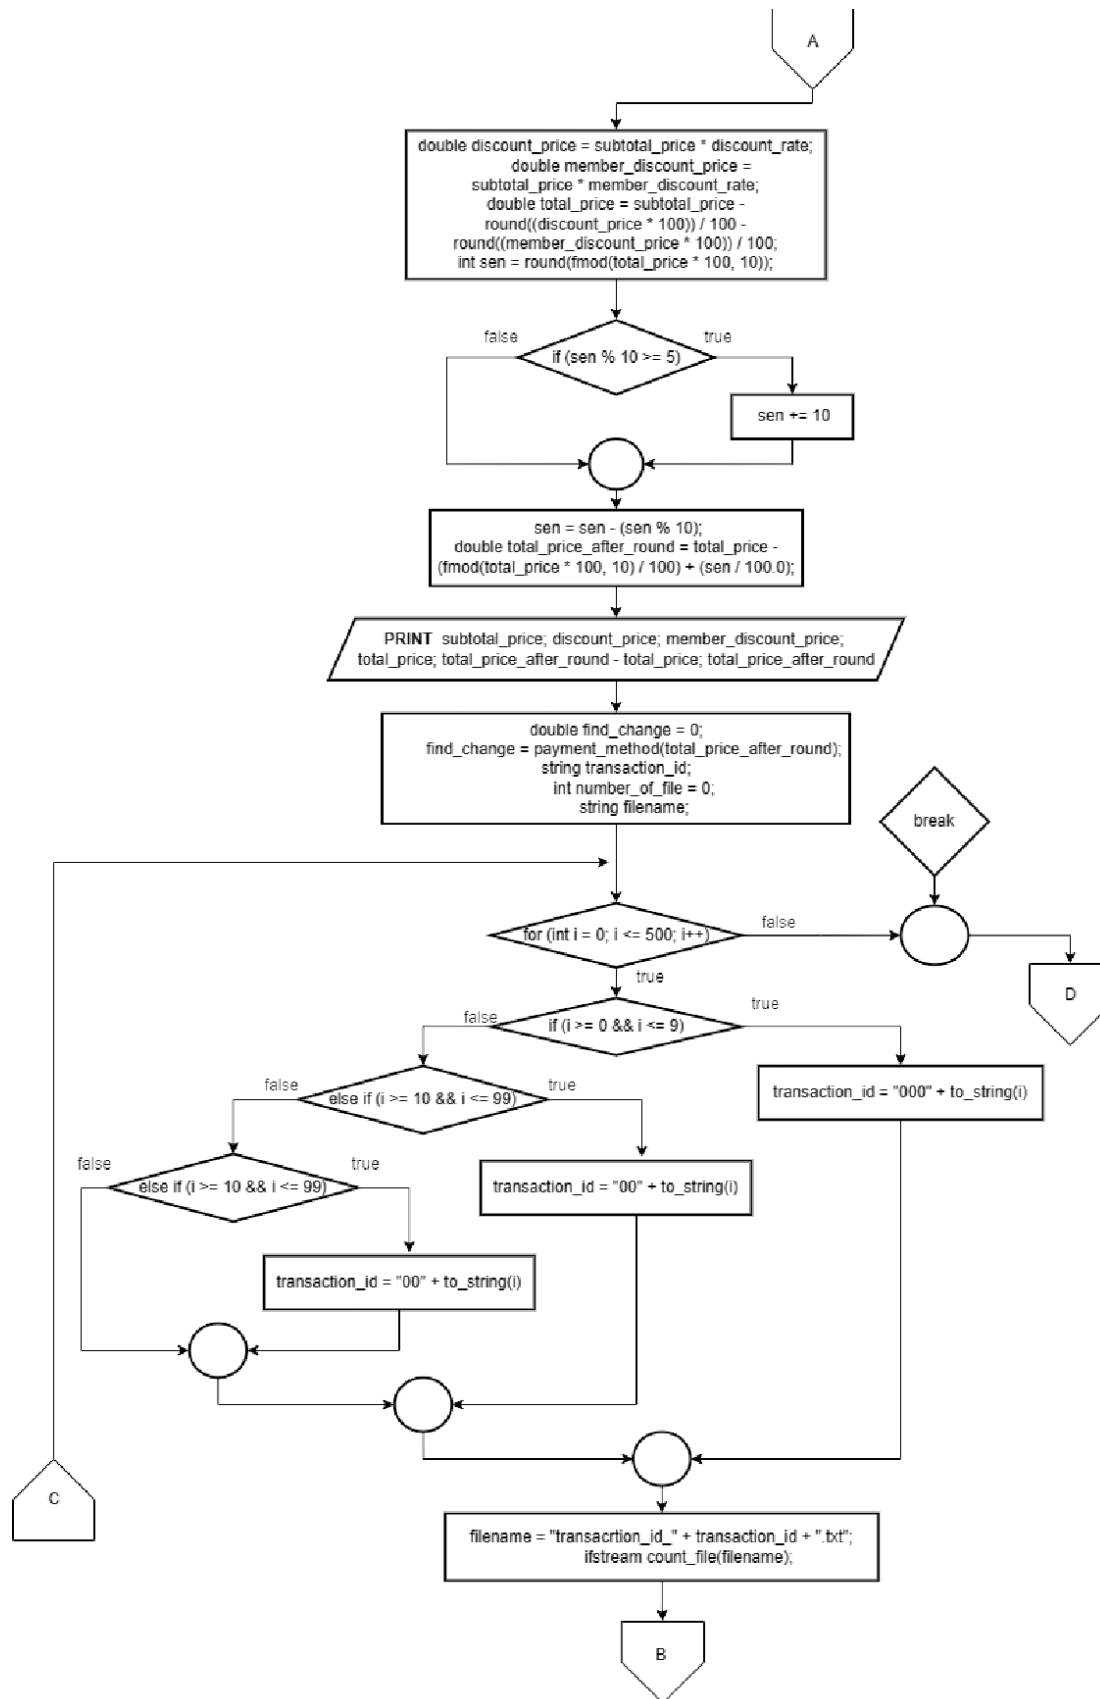 A
double discount_price = subtotal_price * discount_rate;
double member_discount_price =
subtotal_price * member_discount_rate;
double total_price = subtotal_price -
round((discount_price * 100)) / 100 -
round((member_discount_price * 100)) / 100;
int sen = round(fmod(total_price * 100, 10));
false
true
if (sen % 10 >= 5)
sen += 10
sen = sen - (sen % 10);
double total_price_after_round = total_price -
(fmod(total_price * 100, 10) / 100) + (sen / 100.0);
PRINT subtotal_price; discount_price; member_discount_price;
total_price; total_price_after_round - total_price; total_price_after_round
double find_change = 0;
find_change = payment_method(total_price_after_round);
string transaction_id;
int number_of_file = 0;
string filename;
break
for (int i = 0; i <= 500; i++)
false
true
D
false
true
if (i >= 0 && i <= 9)
transaction_id = "000" + to_string(i)
false
true
else if (i >= 10 && i <= 99)
transaction_id = "00" + to_string(i)
false
true
else if (i >= 10 && i <= 99)
transaction_id = "00" + to_string(i)
C
filename = "transacrtion_id_" + transaction_id + ".txt";
ifstream count_file(filename);
B